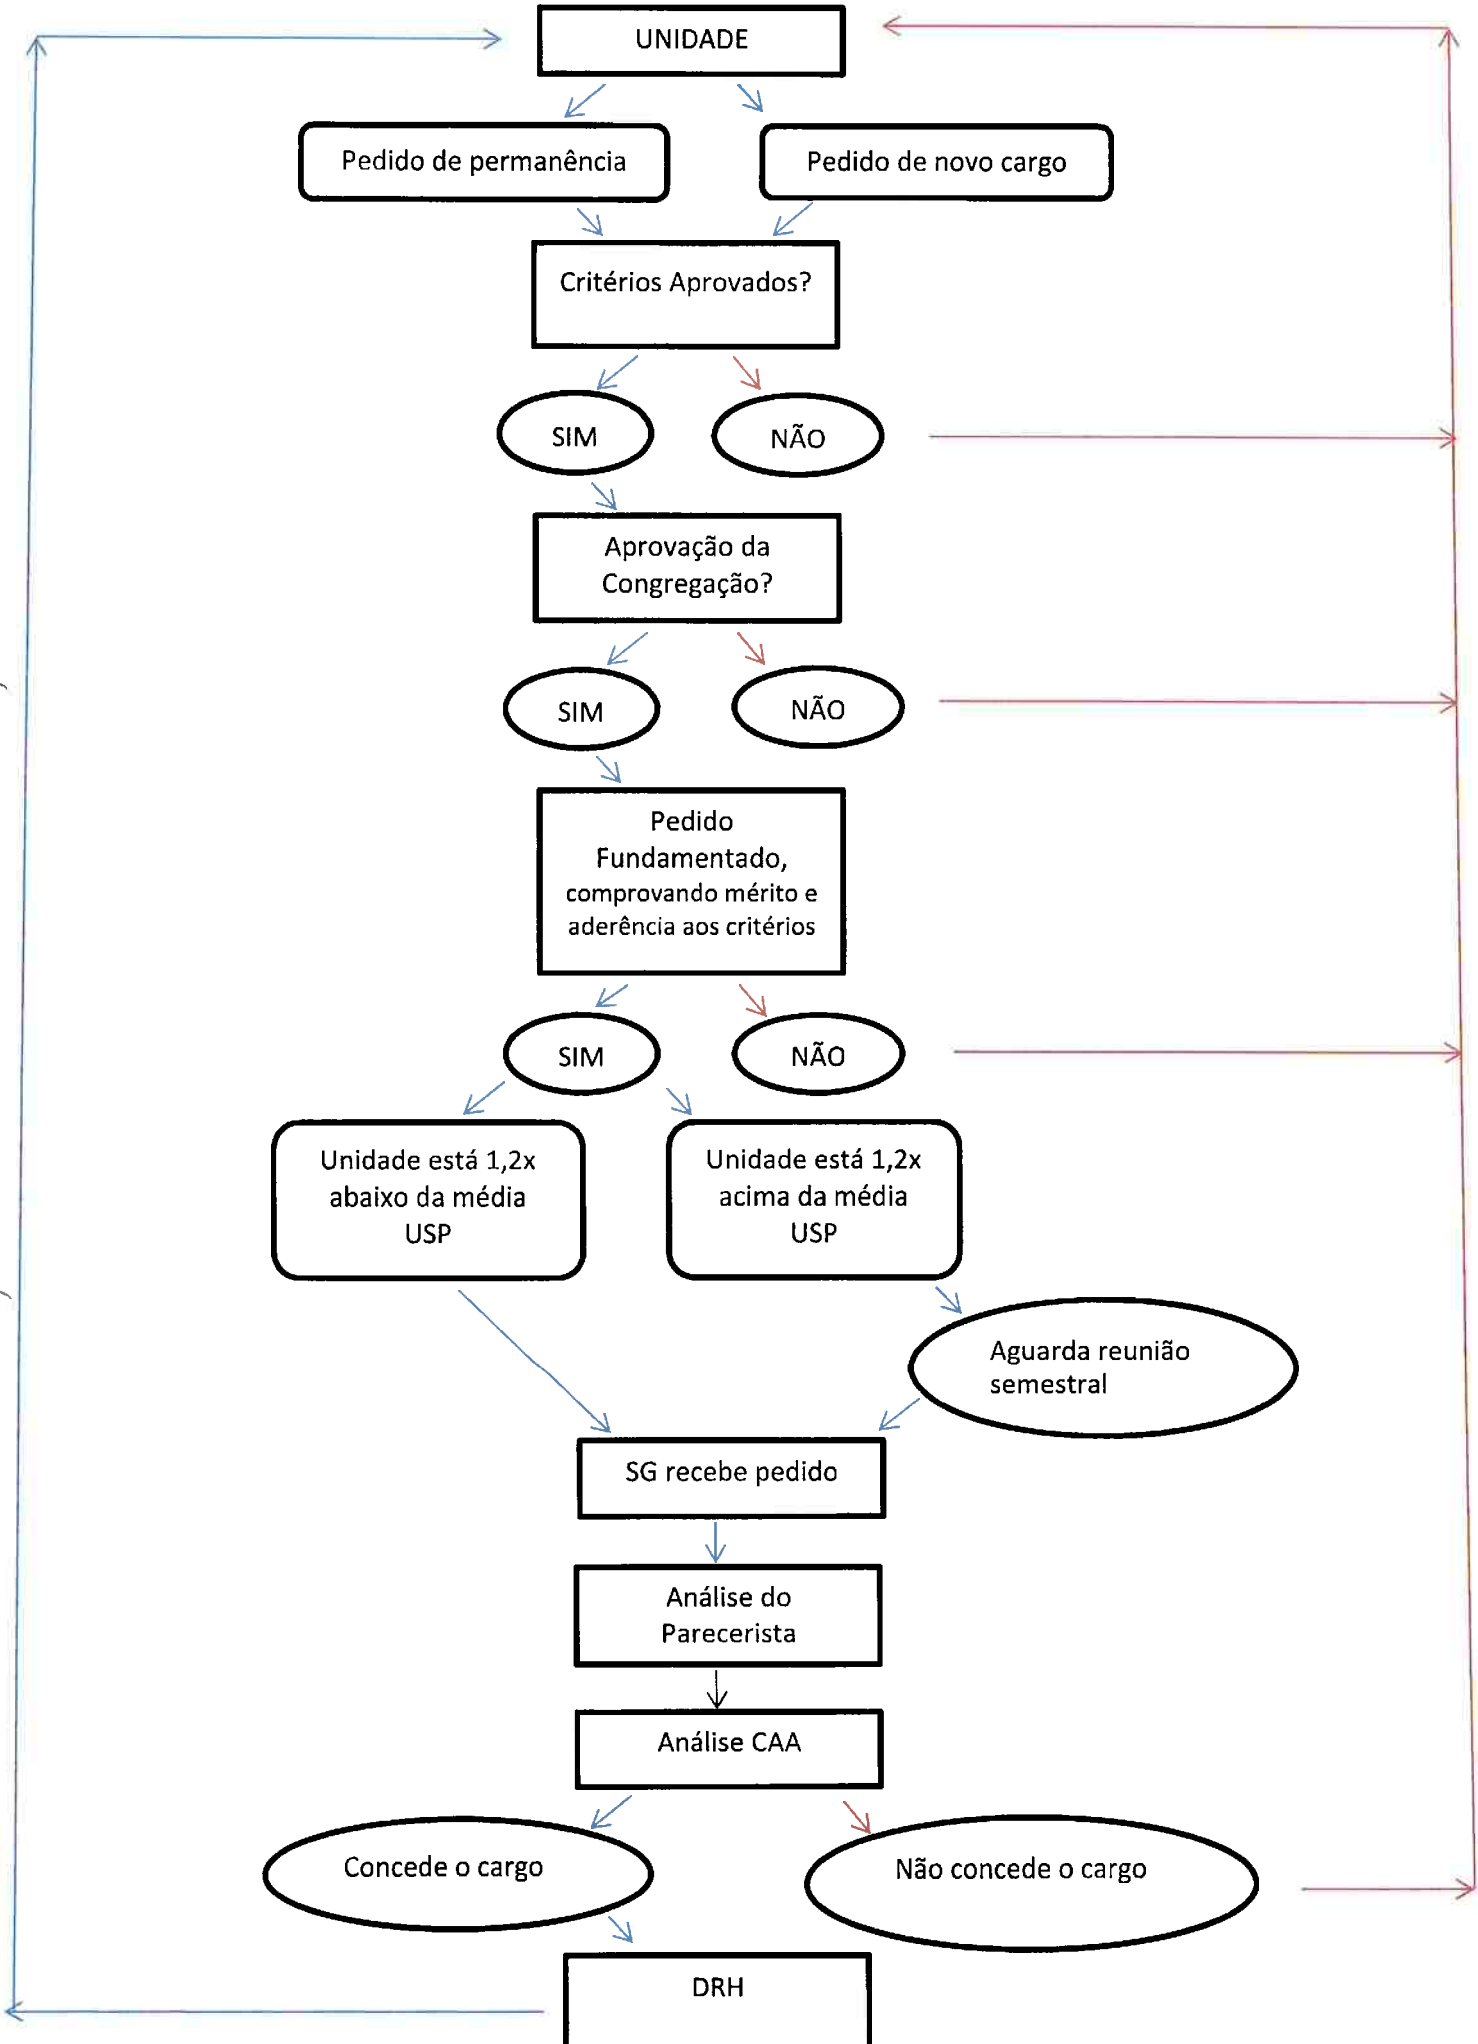 UNIDADE
Pedido de permanência
Pedido de novo cargo
Critérios Aprovados?
SIM
NÃO
Aprovação da
Congregação?
SIM
NÃO
Pedido
Fundamentado,
comprovando mérito e
aderência aos critérios
SIM
NÃO
Unidade está 1,2x
abaixo da média
USP
Unidade está 1,2x
acima da média
USP
Aguarda reunião
semestral
SG recebe pedido
Análise do
Parecerista
Análise CAA
Concede o cargo
Não concede o cargo
DRH